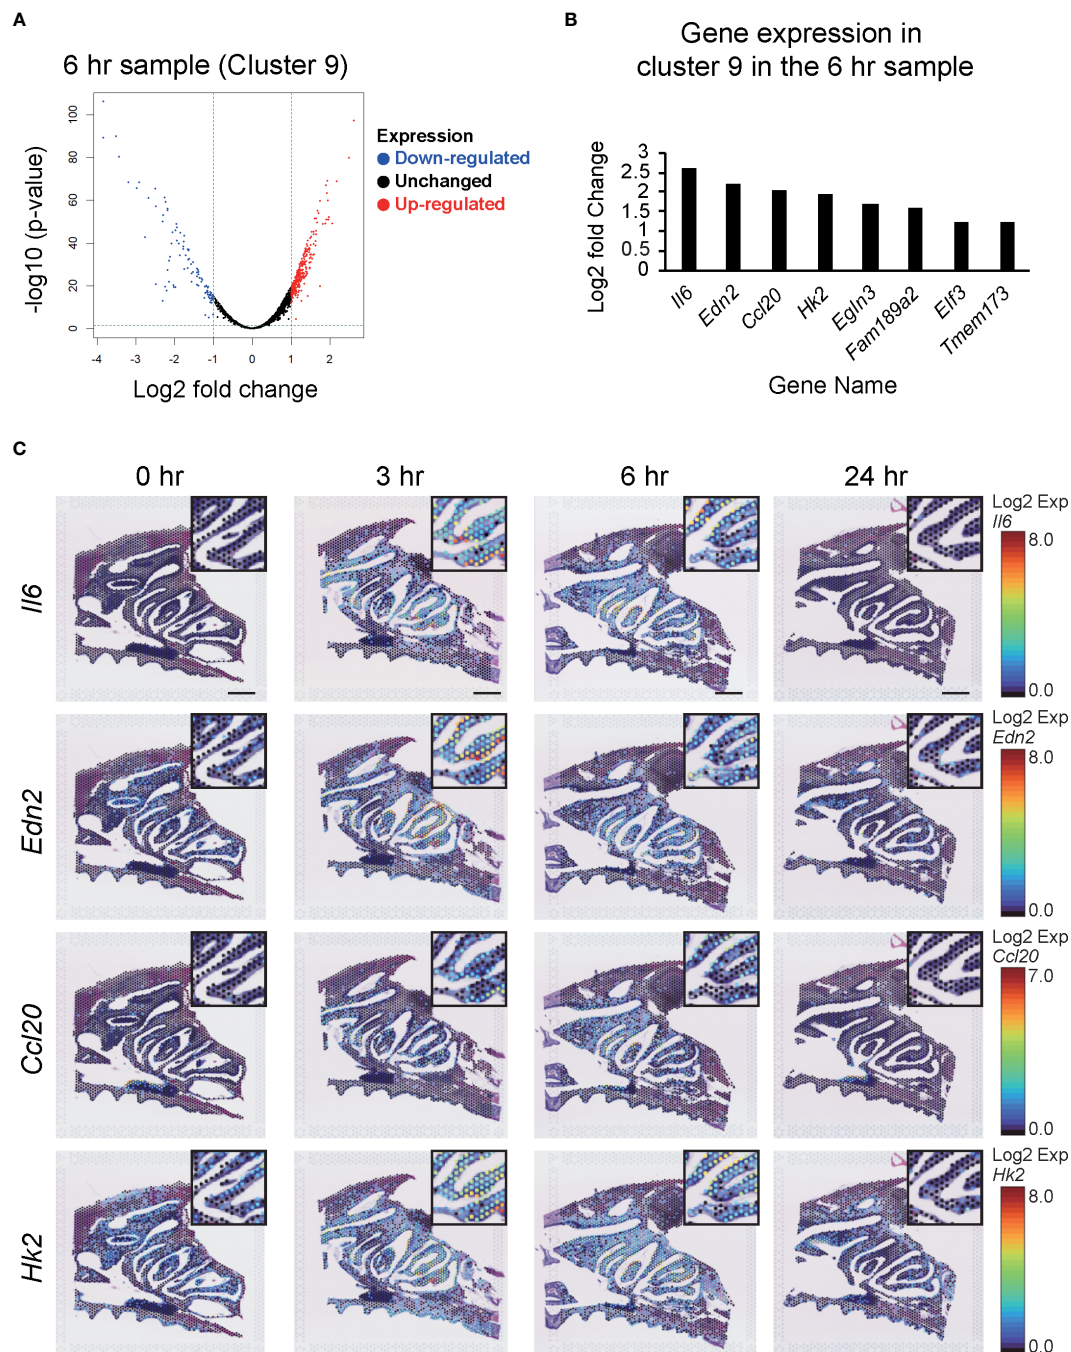 A
6 hr sample (Cluster 9)
-log10 (p-value)
100
80
60
40
20
0
-4 -3 -2 -1 0 1 2
Log2 fold change
Expression
Down-regulated
Unchanged
Up-regulated
B
Gene expression in
cluster 9 in the 6 hr sample
Log2 fold Change
3
2.5
2
1.5
1
0.5
0
Il6 Edn2 Ccl20 Hk2 Egln3 Fam189a2 Elf3 Tmem173
Gene Name
C
0 hr 3 hr 6 hr 24 hr
Il6
Log2 Exp
Il6
8.0
0.0
Edn2
Log2 Exp
Edn2
8.0
0.0
Ccl20
Log2 Exp
Ccl20
7.0
0.0
Hk2
Log2 Exp
Hk2
8.0
0.0